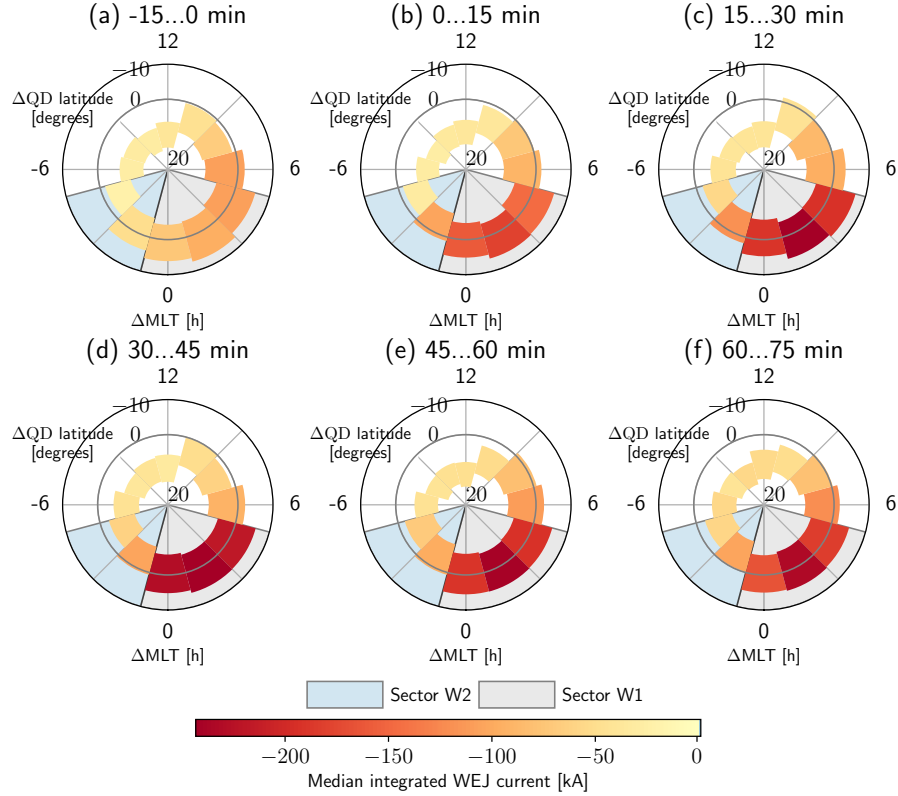 (a) -15...0 min
(b) 0...15 min
(c) 15...30 min
12
12
12
−10
−10
−10
ΔQD latitude
[degrees]
0
ΔQD latitude
[degrees]
0
ΔQD latitude
[degrees]
0
-6
20
6
-6
20
6
-6
20
6
0
0
0
ΔMLT [h]
ΔMLT [h]
ΔMLT [h]
(d) 30...45 min
(e) 45...60 min
(f) 60...75 min
12
12
12
−10
−10
−10
ΔQD latitude
[degrees]
0
ΔQD latitude
[degrees]
0
ΔQD latitude
[degrees]
0
-6
20
6
-6
20
6
-6
20
6
0
0
0
ΔMLT [h]
ΔMLT [h]
ΔMLT [h]
Sector W2
Sector W1
−200
−150
−100
−50
0
Median integrated WEJ current [kA]